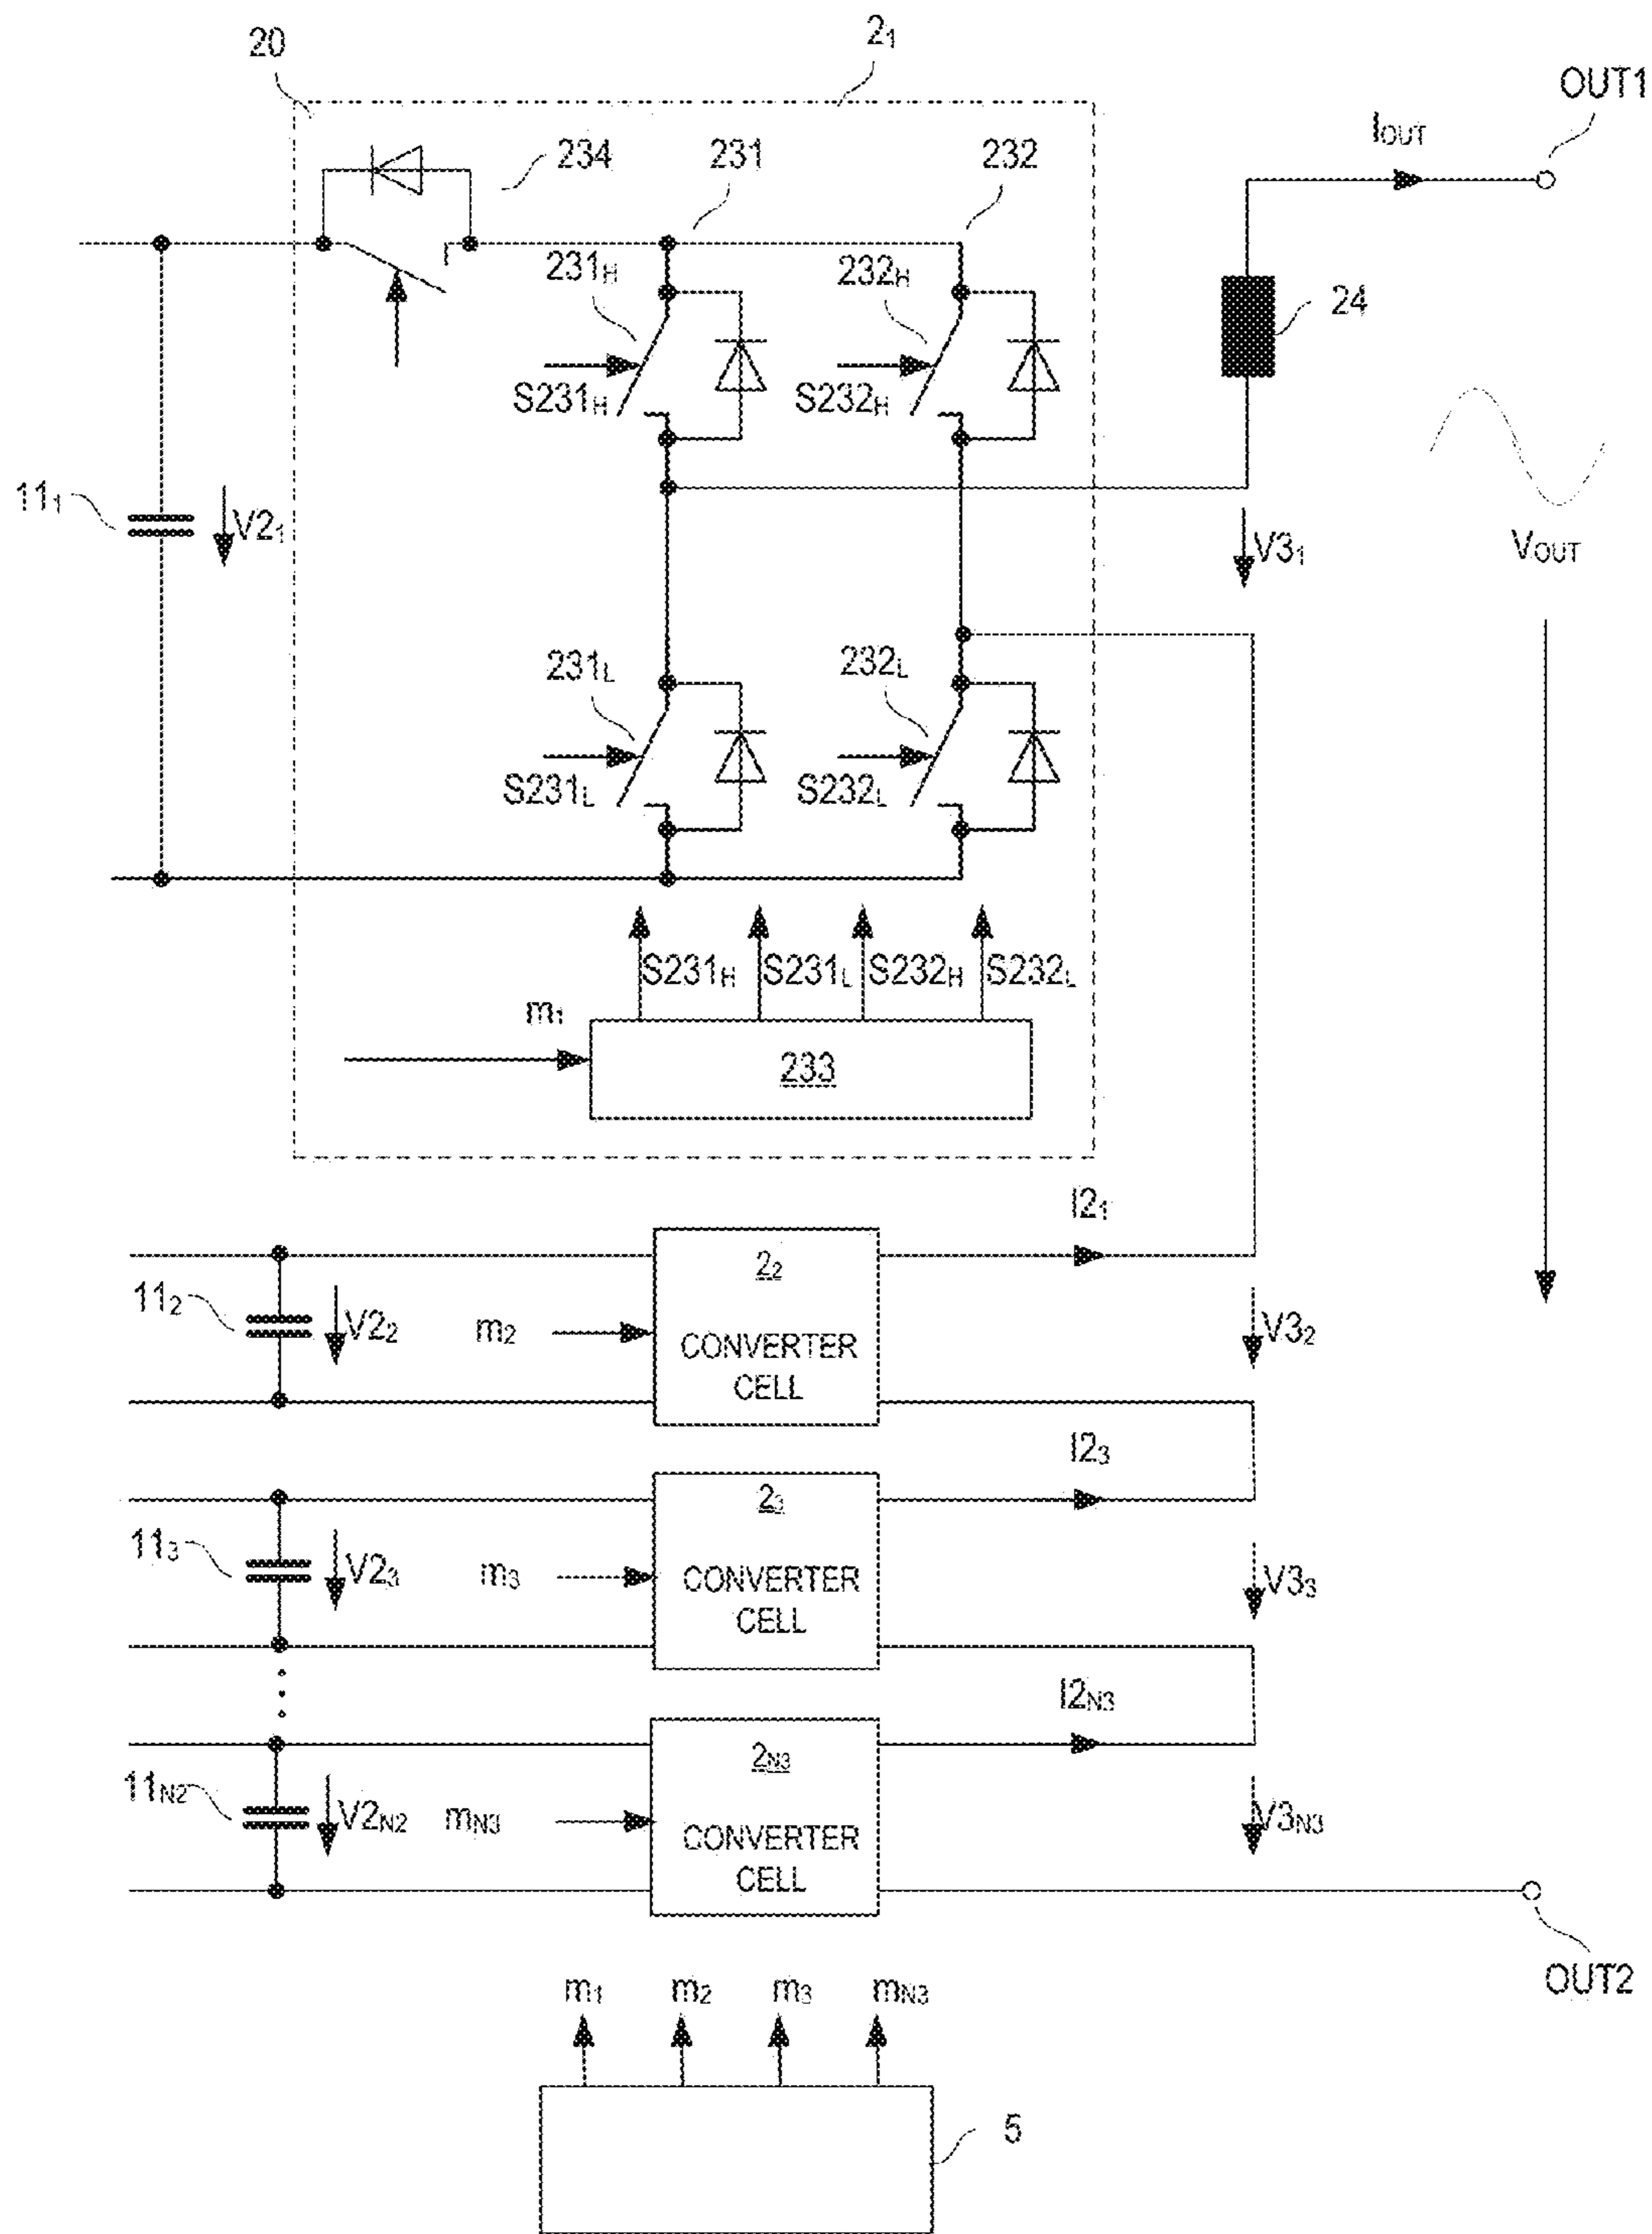 20
2₁
OUT1
I_OUT
234
231
232
231_H
232_H
24
S231_H
S232_H
11₁
V2₁
V3₁
V_OUT
231_L
232_L
S231_L
S232_L
S231_H
S231_L
S232_H
S232_L
m₁
233
I2₁
2₂
11₂
V2₂
m₂
CONVERTER
CELL
V3₂
I2₃
2₃
11₃
V2₃
m₃
CONVERTER
CELL
V3₃
I2_N3
2_N3
11_N2
V2_N2
m_N3
CONVERTER
CELL
V3_N3
OUT2
m₁
m₂
m₃
m_N3
5